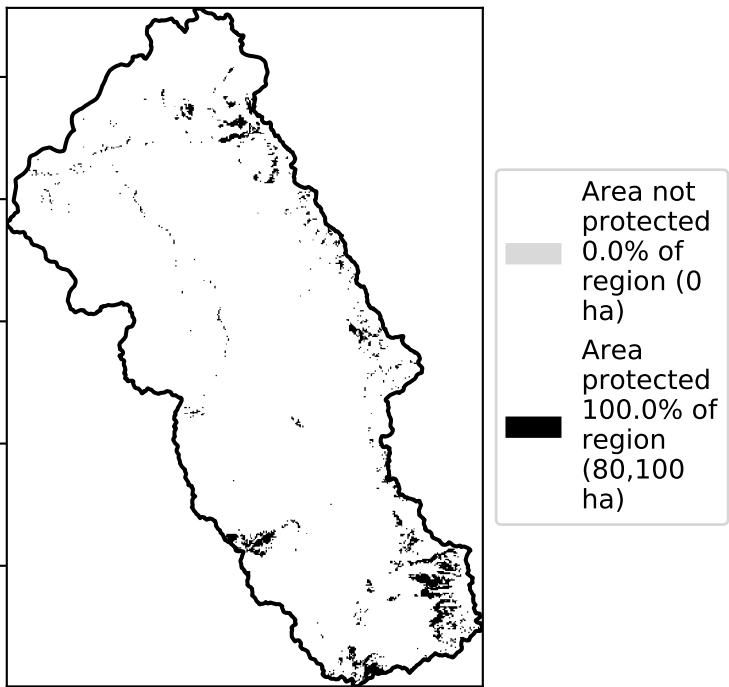 Area not
protected
0.0% of
region (0
ha)
Area
protected
100.0% of
region
(80,100
ha)